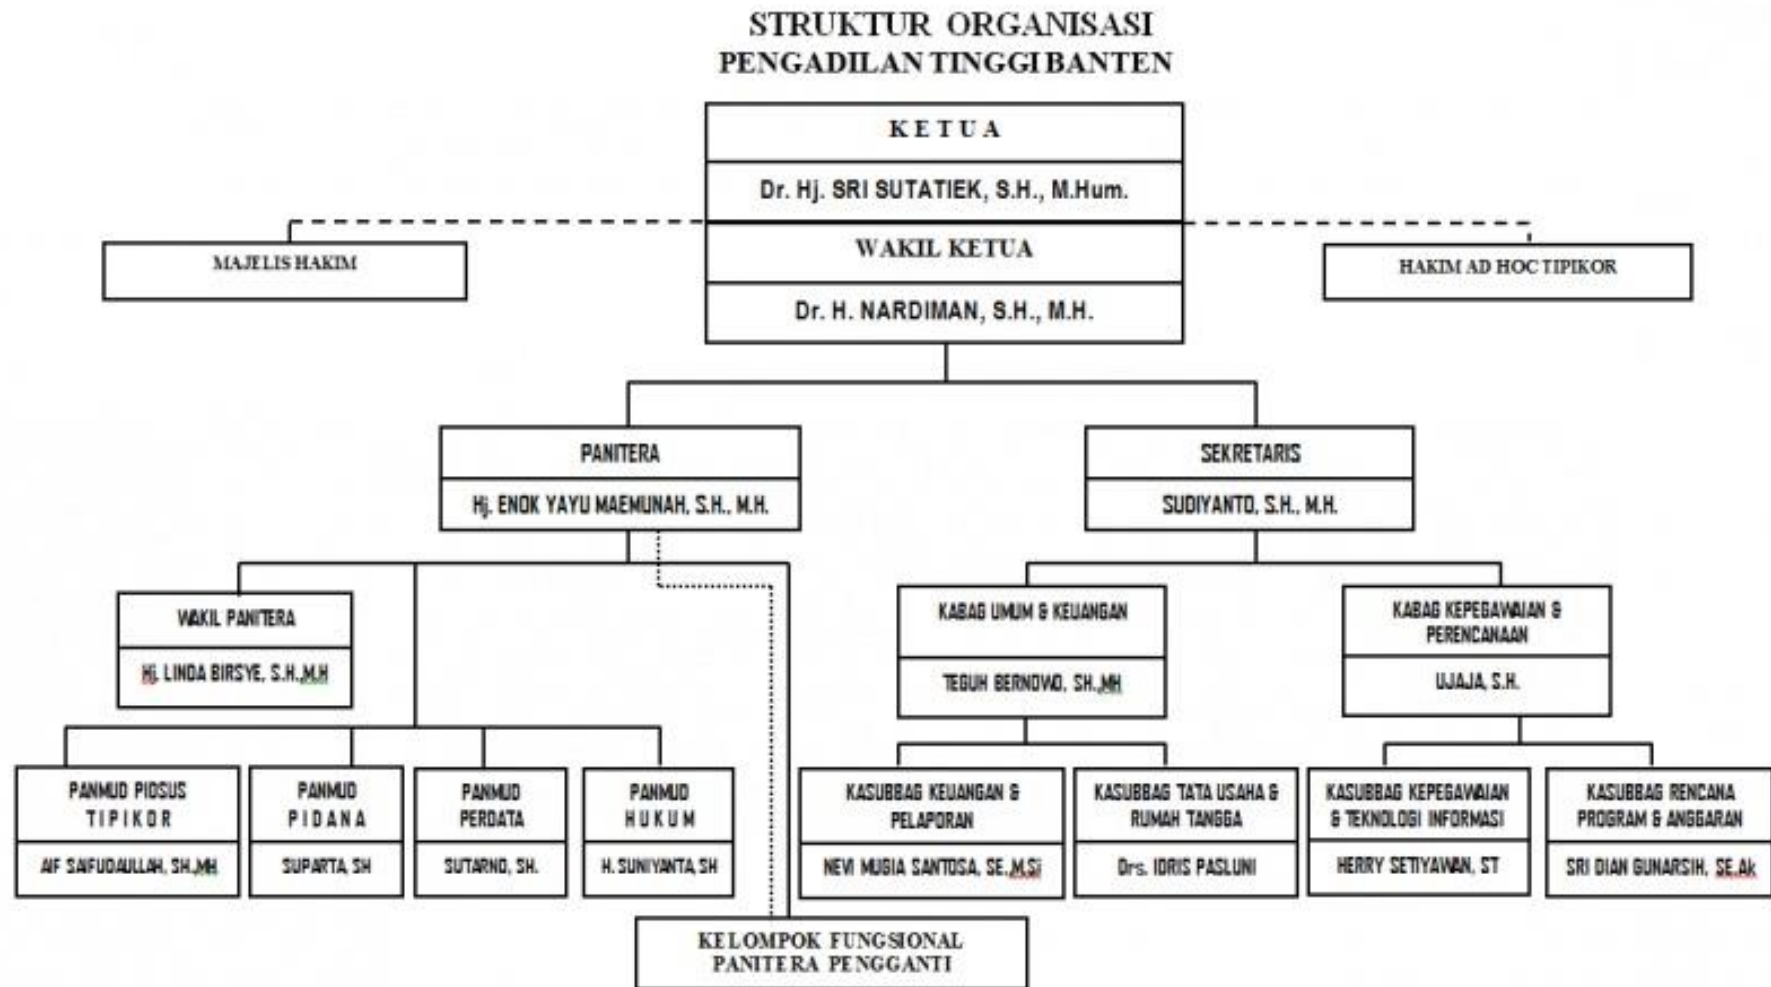 STRUKTUR ORGANISASI
PENGADILAN TINGGI BANTEN
K E T U A
Dr. Hj. SRI SUTATIEK, S.H., M.Hum.
WAKIL KETUA
Dr. H. NARDIMAN, S.H., M.H.
MAJELIS HAKIM
HAKIM AD HOC TIPIKOR
PANITERA
Hj. ENOK YAYU MAEMUNAH, S.H., M.H.
SEKRETARIS
SUDIYANTO, S.H., M.H.
WAKIL PANITERA
Hj. LINDA BIRSYE, S.H.,M.H
KABAG UMUM & KEUANGAN
TEGUH BERNOWO, SH.,MH
KABAG KEPEGAWAIAN &
PERENCANAAN
UJAJA, S.H.
PANMUD PIDSUS
T I P I K O R
AIF SAIFUDAULLAH, SH.,MH
PANMUD
P I D A N A
SUPARTA, SH
PANMUD
PERDATA
SUTARNO, SH.
PANMUD
H U K U M
H. SUNIYANTA, SH
KASUBBAG KEUANGAN &
PELAPORAN
NEVI MUGIA SANTOSA, SE.,M.Si
KASUBBAG TATA USAHA &
RUMAH TANGGA
Drs. IDRIS PASLUNI
KASUBBAG KEPEGAWAIAN
& TEKNOLOGI INFORMASI
HERRY SETIYAWAN, ST
KASUBBAG RENCANA
PROGRAM & ANGGARAN
SRI DIAN GUNARSIH, SE.Ak
KELOMPOK FUNGSIONAL
PANITERA PENGGANTI